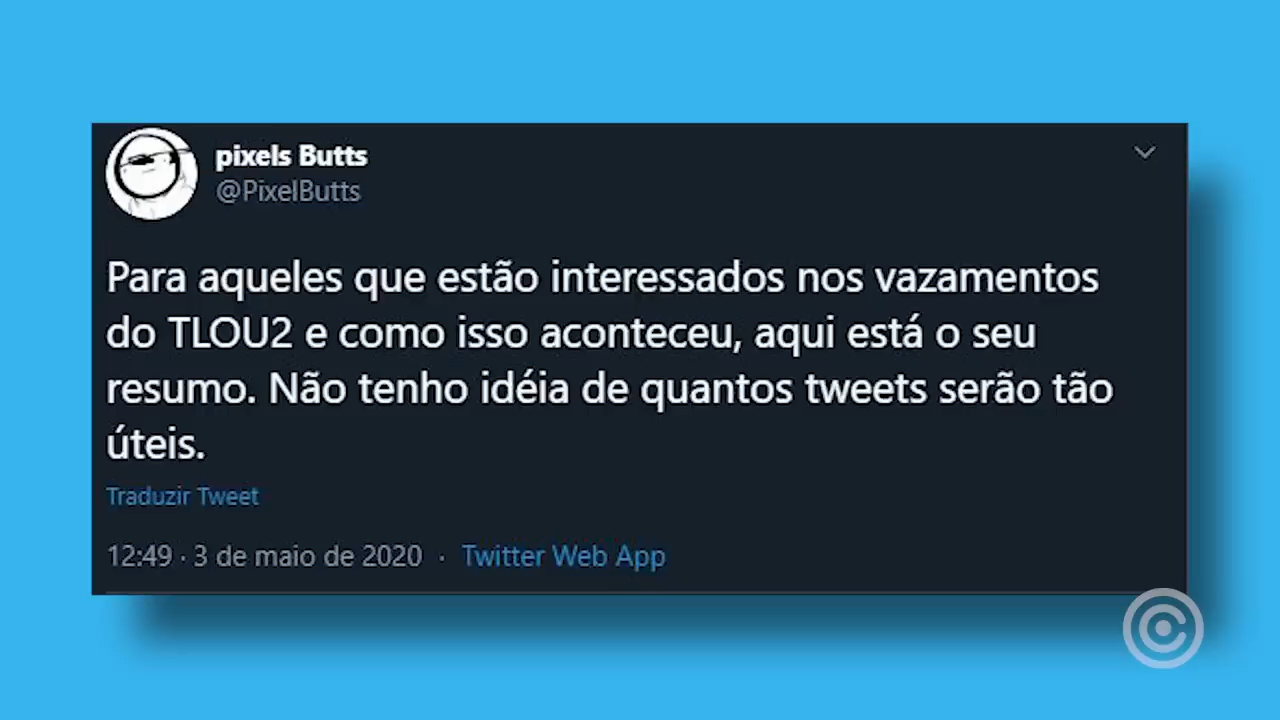 pixels Butts
@PixelButts
Para aqueles que estão interessados nos vazamentos
do TLOU2 e como isso aconteceu, aqui está o seu
resumo. Não tenho idéia de quantos tweets serão tão
úteis.
Traduzir Tweet
12:49 · 3 de maio de 2020 · Twitter Web App